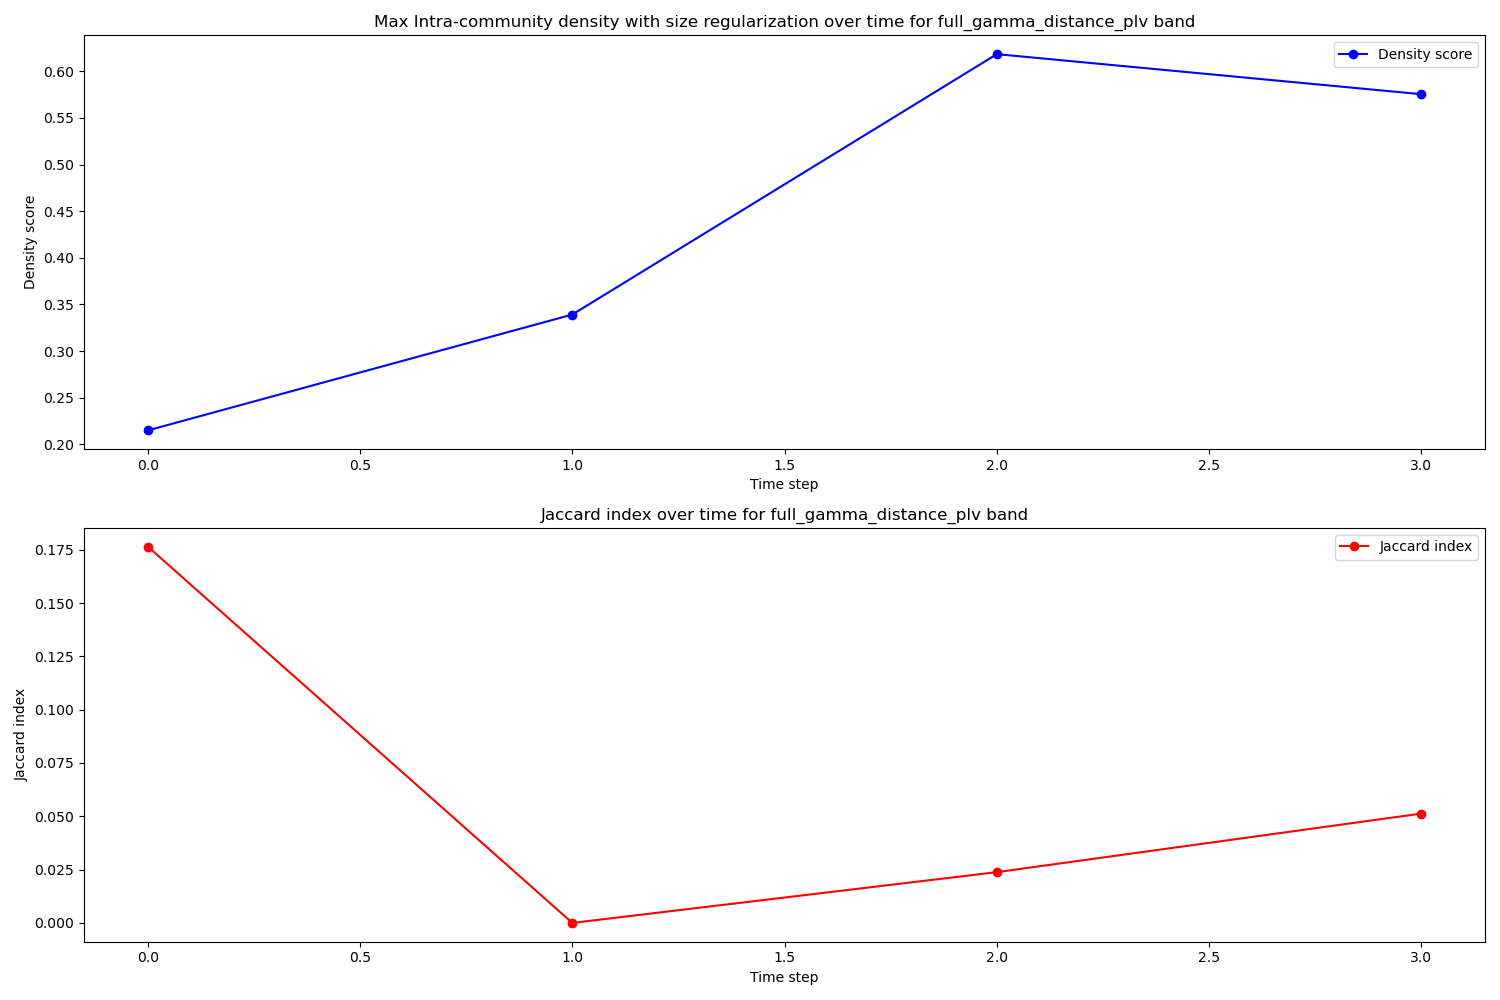 Max Intra-community density with size regularization over time for full_gamma_distance_plv band
Density score
0.60
0.55
0.50
0.45
0.40
0.35
0.30
0.25
0.20
Density score
0.0 0.5 1.0 1.5 2.0 2.5 3.0
Time step
Jaccard index over time for full_gamma_distance_plv band
Jaccard index
0.175
0.150
0.125
0.100
0.075
0.050
0.025
0.000
Jaccard index
0.0 0.5 1.0 1.5 2.0 2.5 3.0
Time step